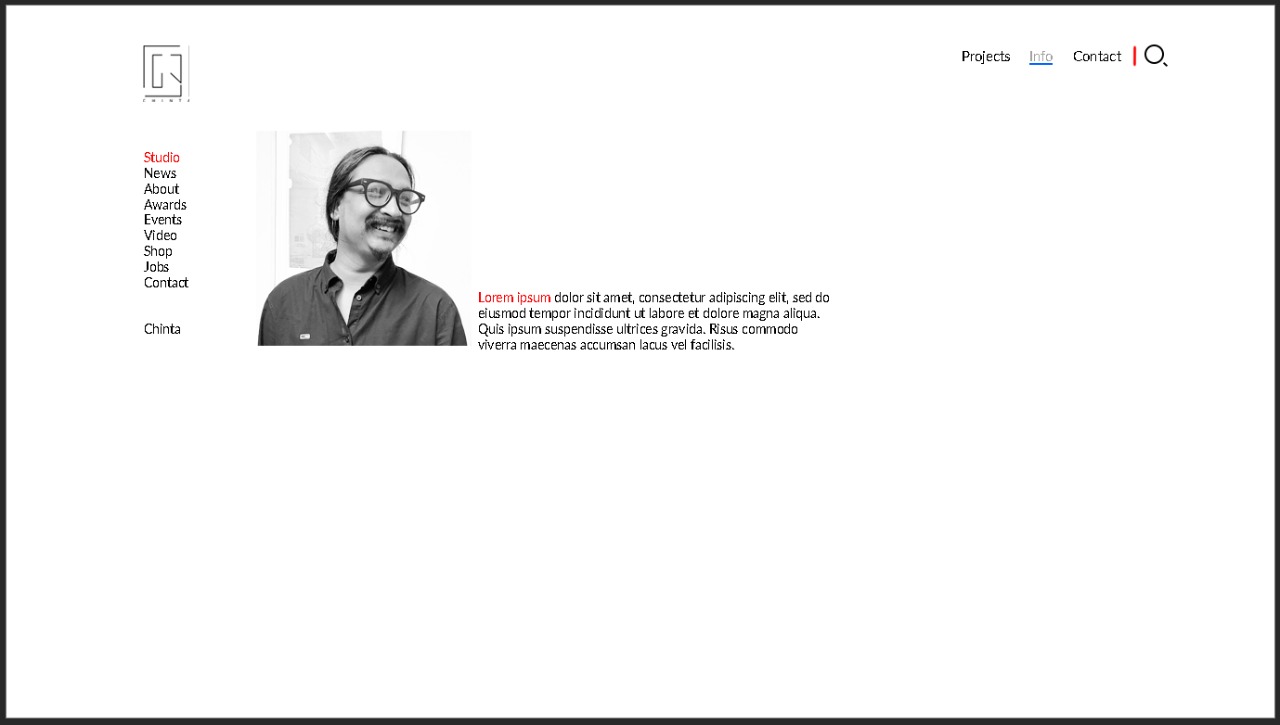 CHINTA
Projects Info Contact
Studio
News
About
Awards
Events
Video
Shop
Jobs
Contact
Chinta
Lorem ipsum dolor sit amet, consectetur adipiscing elit, sed do
eiusmod tempor incididunt ut labore et dolore magna aliqua.
Quis ipsum suspendisse ultrices gravida. Risus commodo
viverra maecenas accumsan lacus vel facilisis.